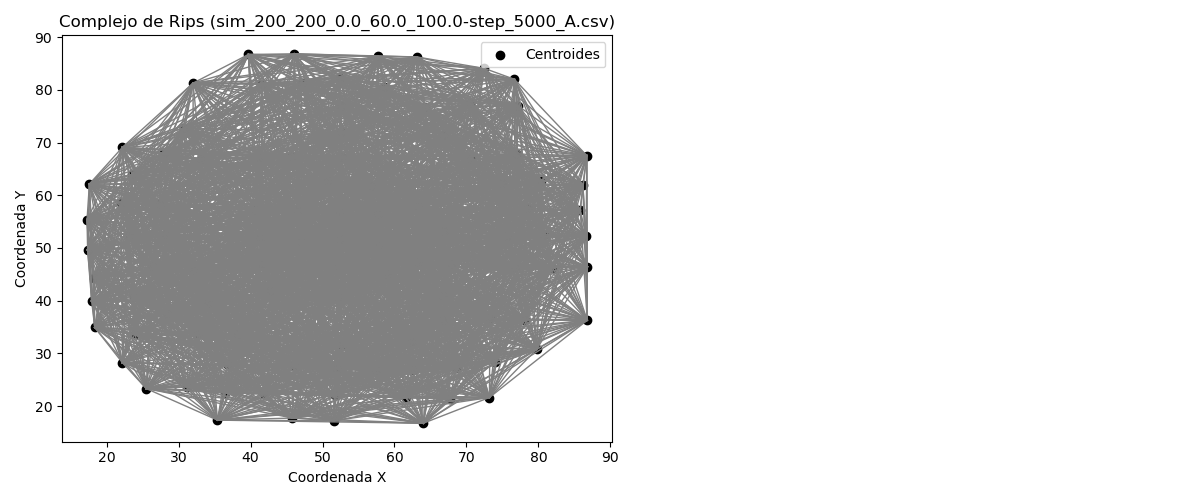 Complejo de Rips (sim_200_200_0.0_60.0_100.0-step_5000_A.csv)
Centroides
90
80
70
60
50
40
30
20
Coordenada Y
20 30 40 50 60 70 80 90
Coordenada X